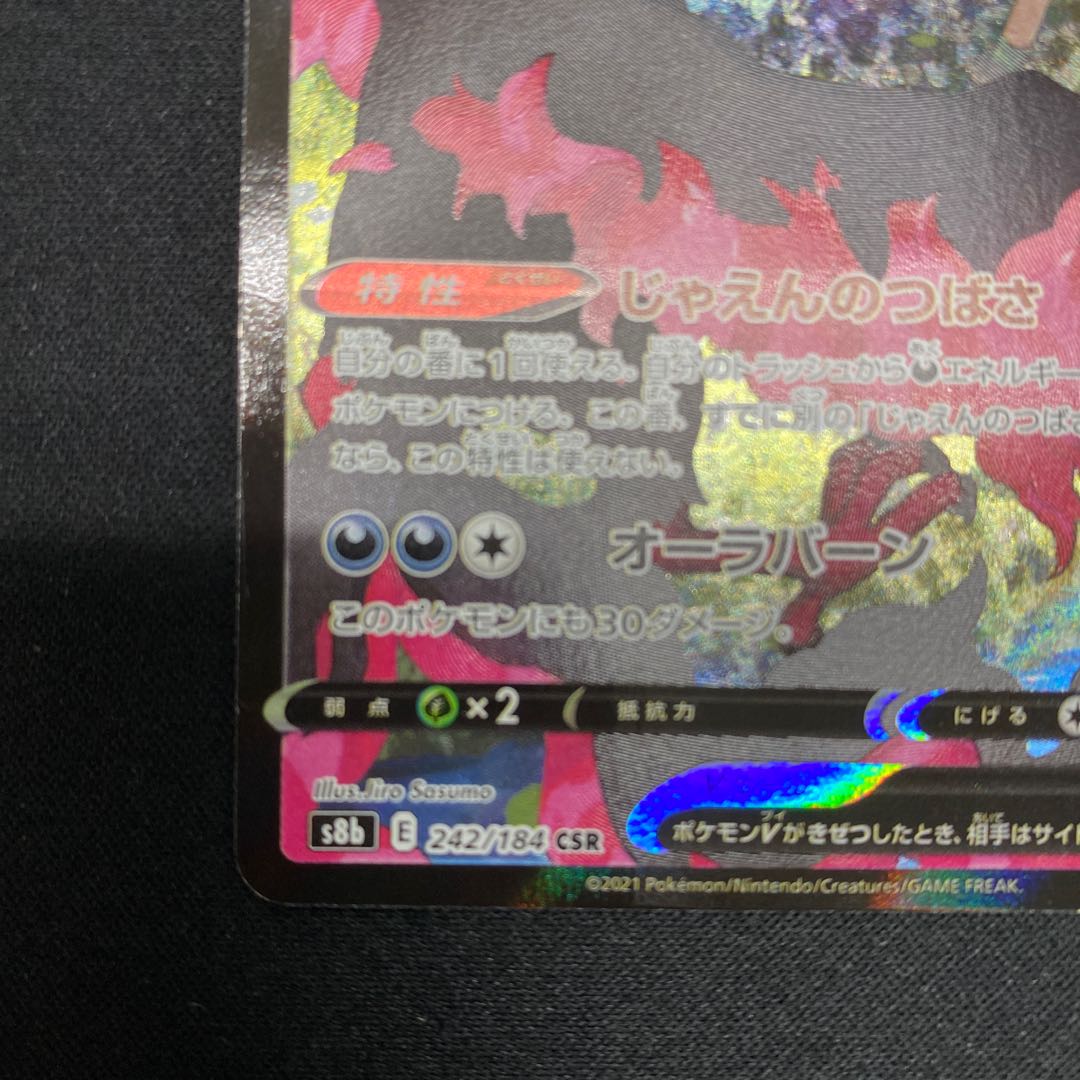 特性 とくせい じゃえんのつばさ
自分の番に1回使える。自分のトラッシュから エネルギー
ポケモンにつける。この番、すでに別の「じゃえんのつばさ
なら、この特性は使えない。
オーラバーン
このポケモンにも30ダメージ。
弱点 ×2 抵抗力 にげる
Illus.Jiro Sasumo
s8b E 242/184 CSR
ポケモンVがきぜつしたとき、相手はサイド
©2021 Pokémon/Nintendo/Creatures/GAME FREAK.